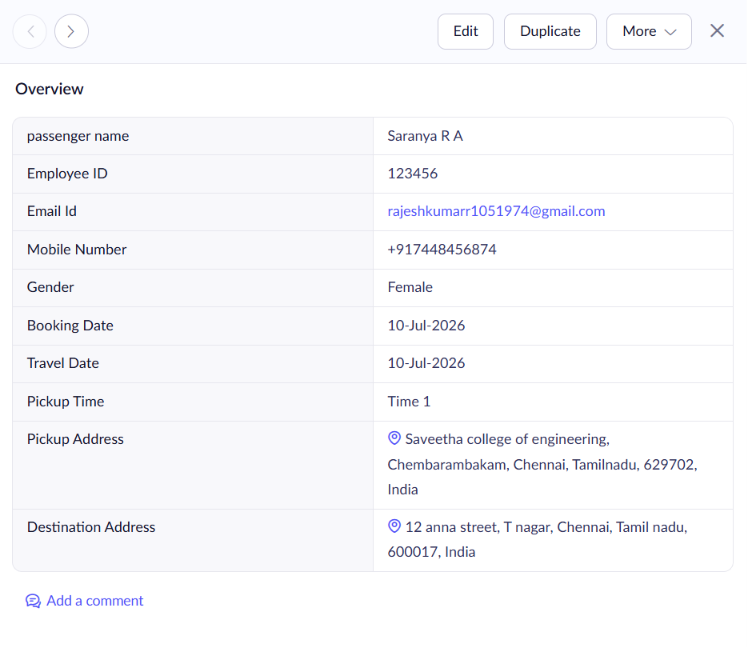 Edit Duplicate More
Overview
passenger name Saranya R A
Employee ID 123456
Email Id rajeshkumarr1051974@gmail.com
Mobile Number +917448456874
Gender Female
Booking Date 10-Jul-2026
Travel Date 10-Jul-2026
Pickup Time Time 1
Pickup Address Saveetha college of engineering,
Chembarambakam, Chennai, Tamilnadu, 629702,
India
Destination Address 12 anna street, T nagar, Chennai, Tamil nadu,
600017, India
Add a comment